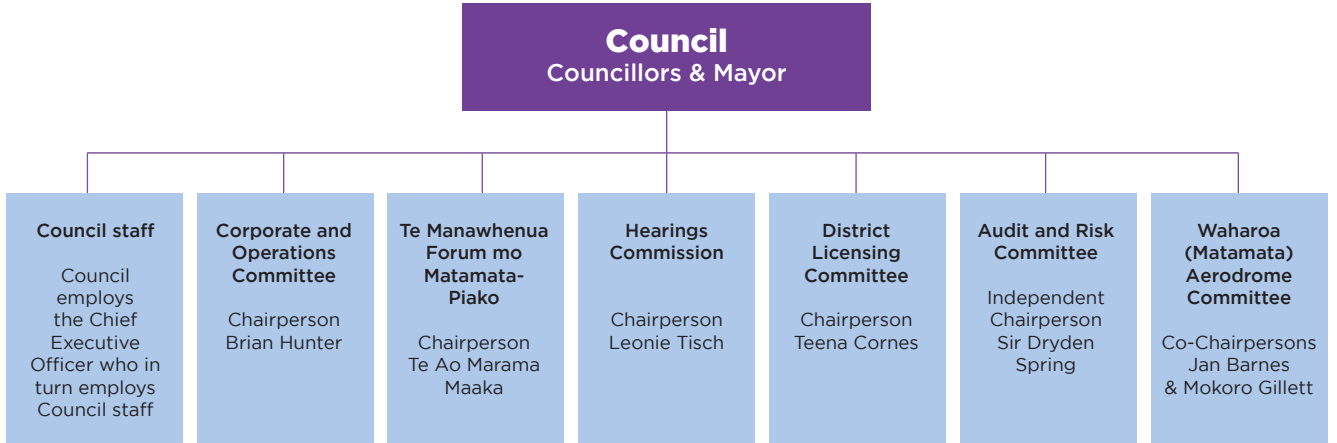 Council
Councillors & Mayor
Council staff
Council
employs
the Chief
Executive
Officer who in
turn employs
Council staff
Corporate and
Operations
Committee
Chairperson
Brian Hunter
Te Manawhenua
Forum mo
Matamata-
Piako
Chairperson
Te Ao Marama
Maaka
Hearings
Commission
Chairperson
Leonie Tisch
District
Licensing
Committee
Chairperson
Teena Cornes
Audit and Risk
Committee
Independent
Chairperson
Sir Dryden
Spring
Waharoa
(Matamata)
Aerodrome
Committee
Co-Chairpersons
Jan Barnes
& Mokoro Gillett